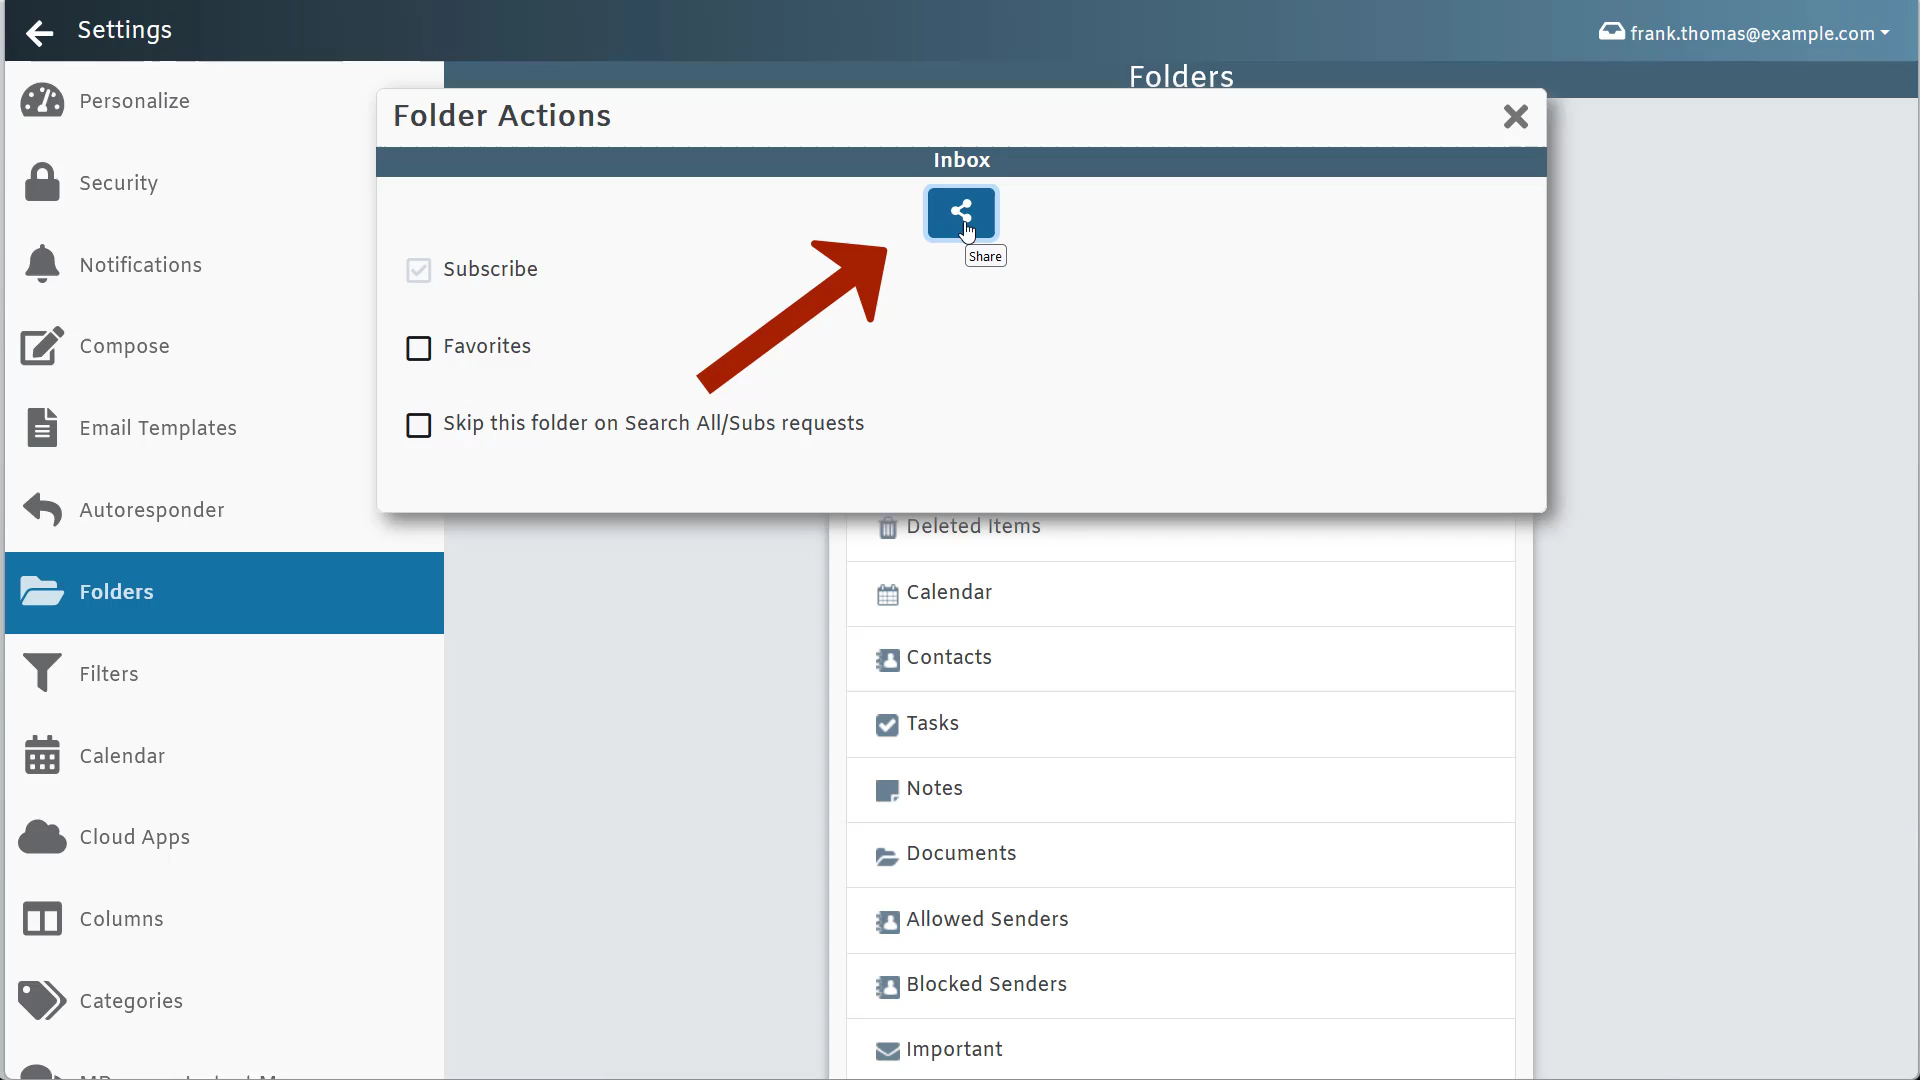 Settings
frank.thomas@example.com
Folders
Personalize
Security
Notifications
Compose
Email Templates
Autoresponder
Folders
Filters
Calendar
Cloud Apps
Columns
Categories
Folder Actions
Inbox
Share
Subscribe
Favorites
Skip this folder on Search All/Subs requests
Deleted Items
Calendar
Contacts
Tasks
Notes
Documents
Allowed Senders
Blocked Senders
Important